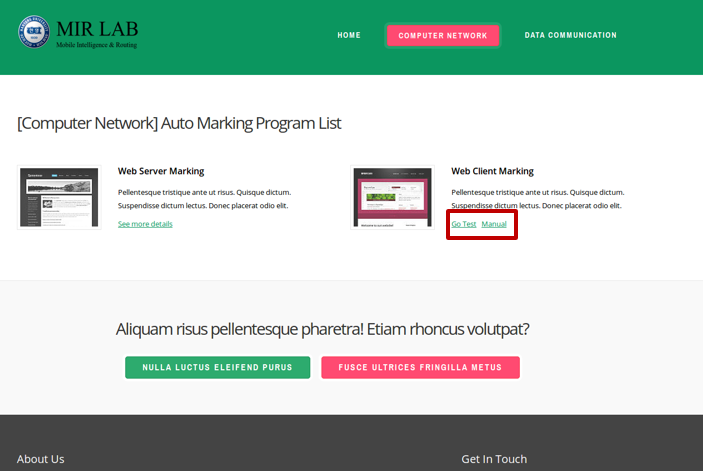 MIR LAB
Mobile Intelligence & Routing
HOME
COMPUTER NETWORK
DATA COMMUNICATION
[Computer Network] Auto Marking Program List
Web Server Marking
Pellentesque tristique ante ut risus. Quisque dictum.
Suspendisse dictum lectus. Donec placerat odio elit.
See more details
Web Client Marking
Pellentesque tristique ante ut risus. Quisque dictum.
Suspendisse dictum lectus. Donec placerat odio elit.
Go Test Manual
Aliquam risus pellentesque pharetra! Etiam rhoncus volutpat?
NULLA LUCTUS ELEIFEND PURUS
FUSCE ULTRICES FRINGILLA METUS
About Us
Get In Touch